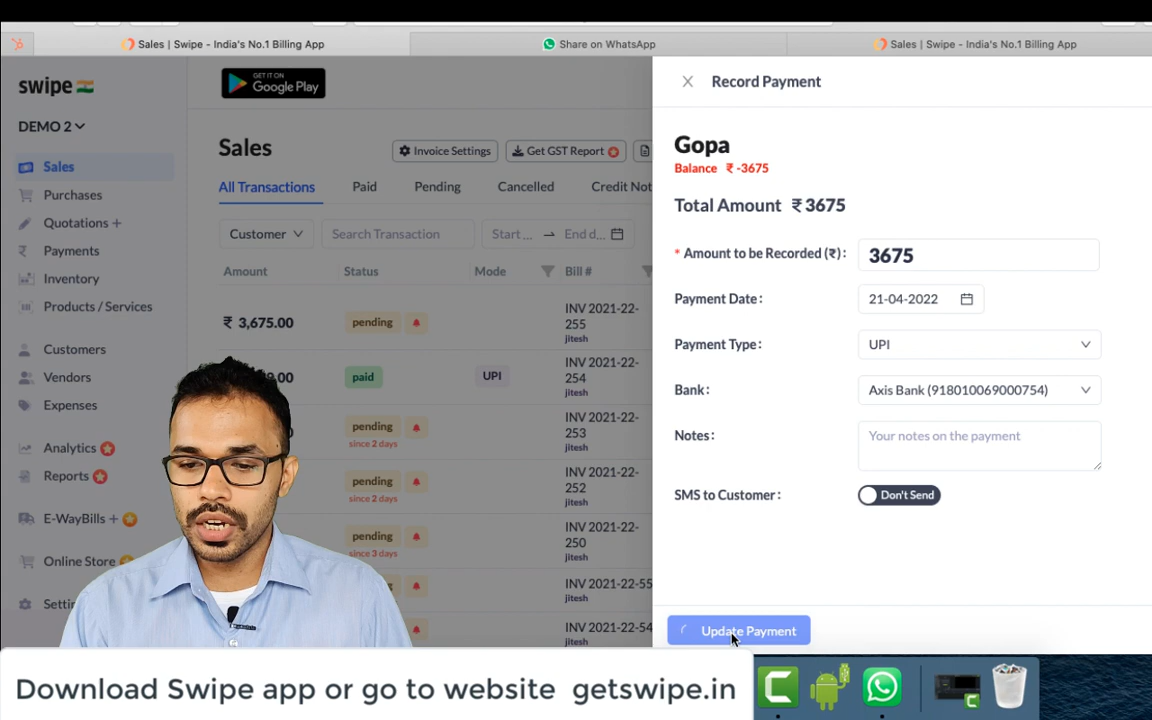 Sales | Swipe - India's No.1 Billing App
Share on WhatsApp
Sales | Swipe - India's No.1 Billing App
swipe
DEMO 2
Sales
Purchases
Quotations +
Payments
Inventory
Products / Services
Customers
Vendors
Expenses
Analytics
Reports
E-WayBills +
Online Store
GET IT ON
Google Play
Sales
Invoice Settings
Get GST Report
All Transactions
Paid
Pending
Cancelled
Customer
Search Transaction
Start ...
End d...
Amount
Status
Mode
Bill #
₹ 3,675.00
pending
INV 2021-22-
255
jitesh
paid
UPI
INV 2021-22-
254
jitesh
pending
since 2 days
INV 2021-22-
253
jitesh
pending
since 2 days
INV 2021-22-
252
jitesh
pending
since 3 days
INV 2021-22-
250
jitesh
pending
INV 2021-22-55
jitesh
pending
INV 2021-22-54
jitesh
Record Payment
Gopa
Balance ₹ -3675
Total Amount ₹ 3675
* Amount to be Recorded (₹) : 3675
Payment Date : 21-04-2022
Payment Type : UPI
Bank : Axis Bank (918010069000754)
Notes : Your notes on the payment
SMS to Customer : Don't Send
Update Payment
Download Swipe app or go to website getswipe.in